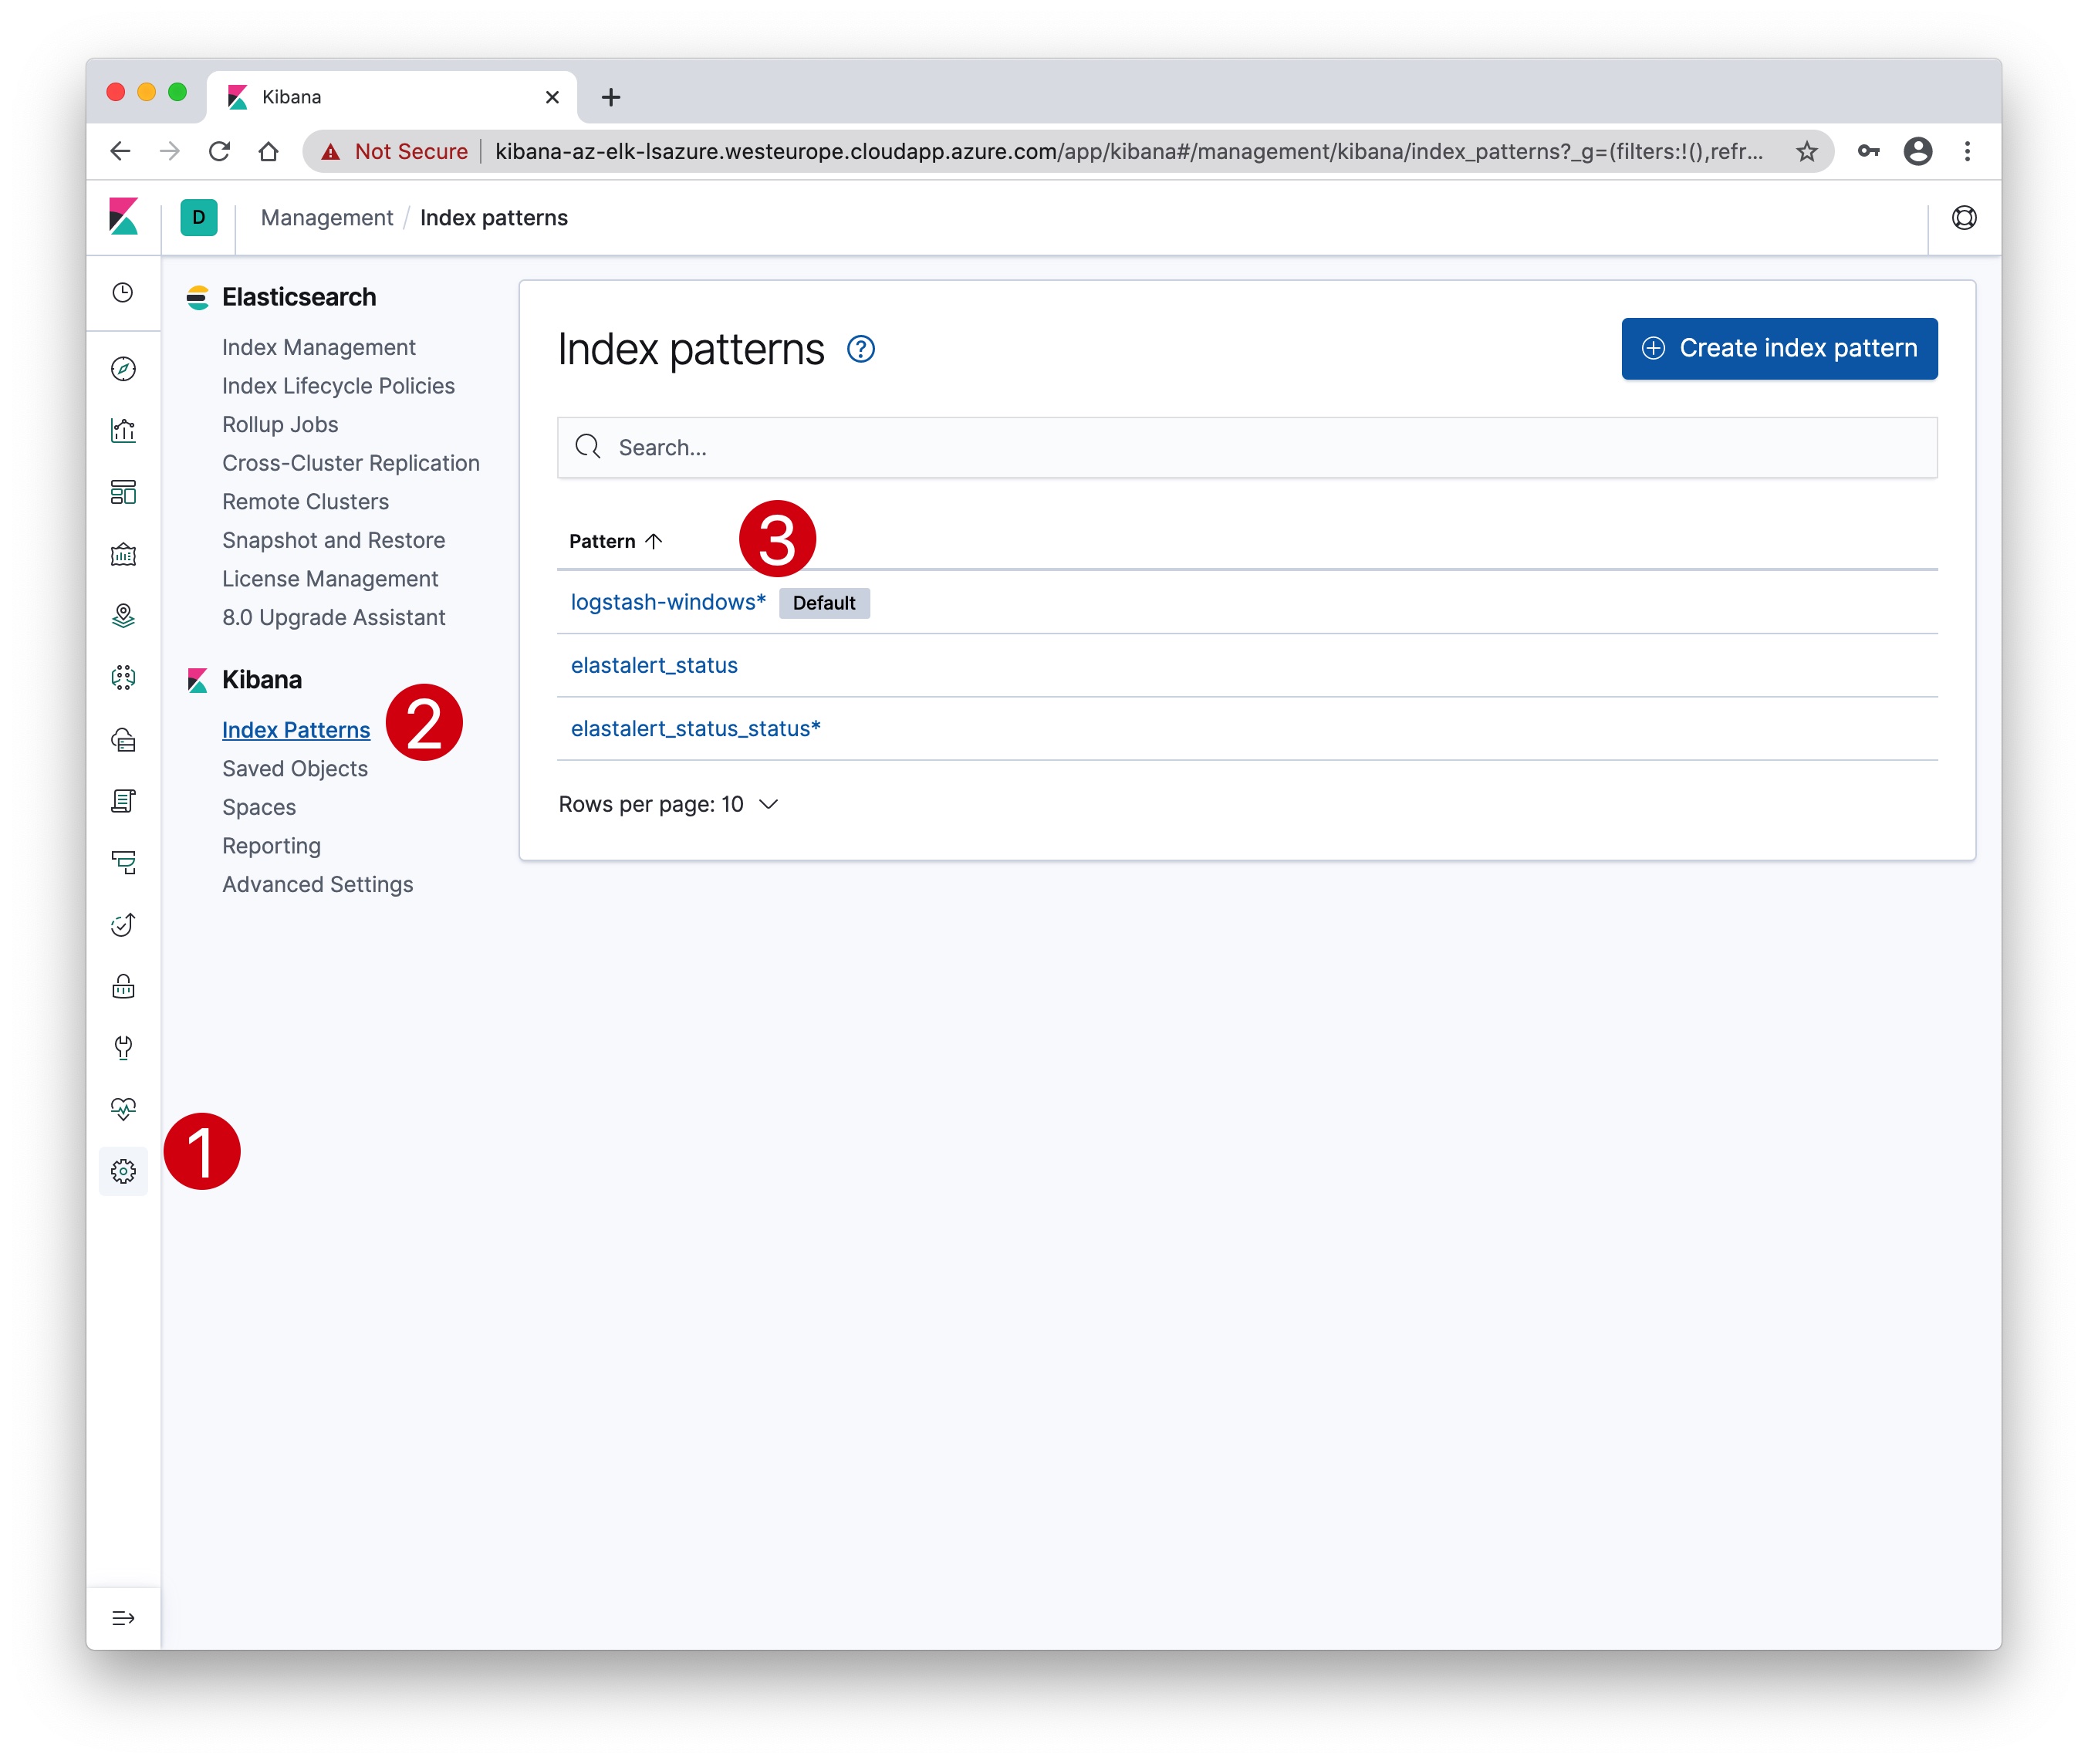 Kibana
Not Secure kibana-az-elk-lsazure.westeurope.cloudapp.azure.com/app/kibana#/management/kibana/index_patterns?_g=(filters:!(),refr...
D Management / Index patterns
Elasticsearch
Index Management
Index Lifecycle Policies
Rollup Jobs
Cross-Cluster Replication
Remote Clusters
Snapshot and Restore
License Management
8.0 Upgrade Assistant
Kibana
Index Patterns 2
Saved Objects
Spaces
Reporting
Advanced Settings
1
Index patterns ?
Create index pattern
Search...
Pattern 3
logstash-windows* Default
elastalert_status
elastalert_status_status*
Rows per page: 10